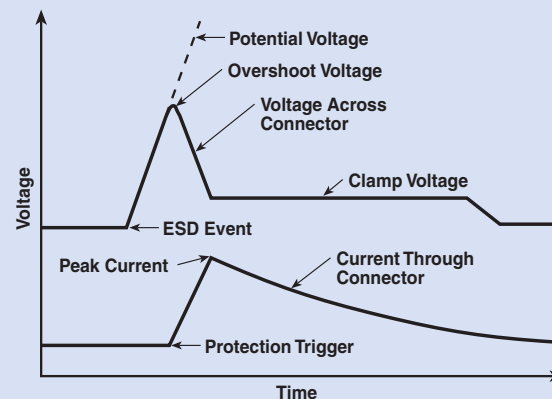 Potential Voltage
Overshoot Voltage
Voltage Across
Connector
Clamp Voltage
Voltage
ESD Event
Peak Current
Current Through
Connector
Protection Trigger
Time